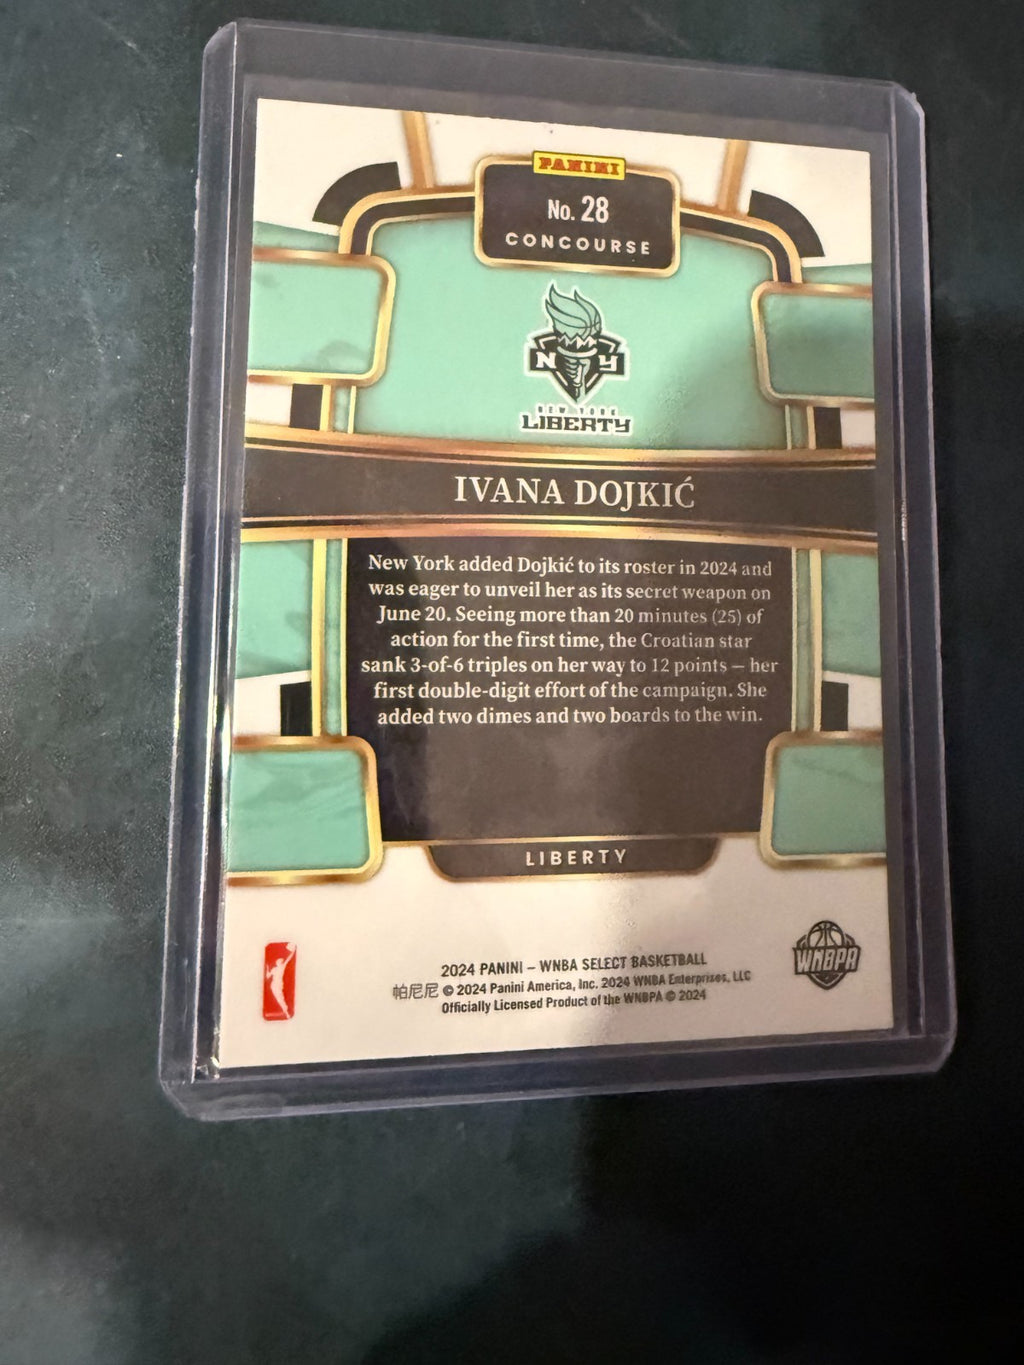 PANINI
No. 28
CONCOURSE
N Y
NEW YORK
LIBERTY
IVANA DOJKIĆ
New York added Dojkić to its roster in 2024 and
was eager to unveil her as its secret weapon on
June 20. Seeing more than 20 minutes (25) of
action for the first time, the Croatian star
sank 3-of-6 triples on her way to 12 points — her
first double-digit effort of the campaign. She
added two dimes and two boards to the win.
LIBERTY
WNBPA
2024 PANINI – WNBA SELECT BASKETBALL
帕尼尼 © 2024 Panini America, Inc. 2024 WNBA Enterprises, LLC
Officially Licensed Product of the WNBPA © 2024